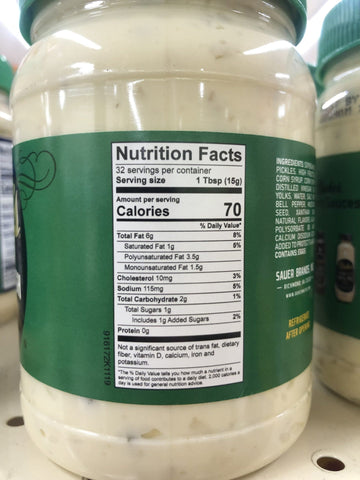 Nutrition Facts
32 servings per container
Serving size 1 Tbsp (15g)
Amount per serving
Calories 70
% Daily Value*
Total Fat 6g
Saturated Fat 1g 5%
Polyunsaturated Fat 3.5g
Monounsaturated Fat 1.5g
Cholesterol 10mg 3%
Sodium 115mg 5%
Total Carbohydrate 2g 1%
Total Sugars 1g
Includes 1g Added Sugars 2%
Protein 0g
Not a significant source of trans fat, dietary
fiber, vitamin D, calcium, iron and
potassium.
*The % Daily Value tells you how much a nutrient in a
serving of food contributes to a daily diet. 2,000 calories a
day is used for general nutrition advice.
916172K1119
INGREDIENTS:
PICKLES, HIGH
CORN SYRUP,
DISTILLED VINEGAR,
YOLKS, WATER,
BELL PEPPER,
SEED, XANTHAN
NATURAL FLAVORS,
POLYSORBATE
CALCIUM DISODIUM
ADDED TO PROTECT
CONTAINS: EGGS.
SAUER BRANDS,
REFRIGERATE
AFTER OPENING